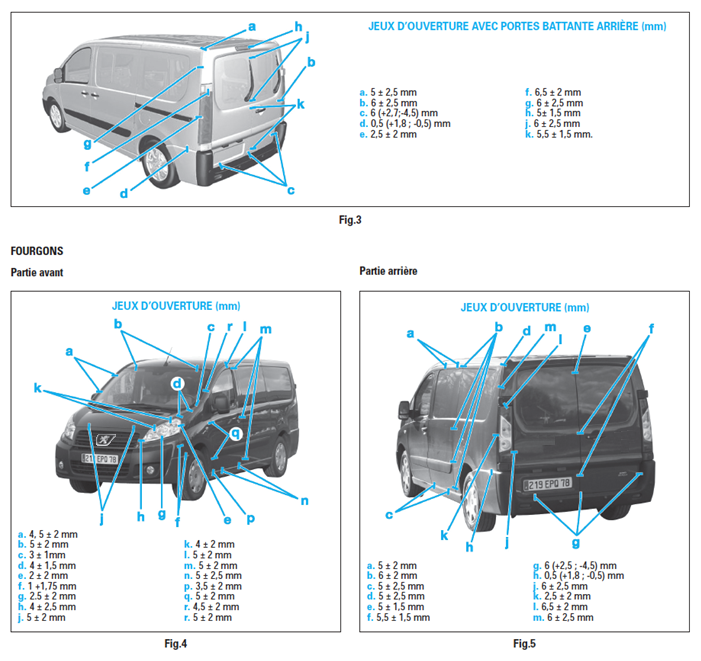 JEUX D'OUVERTURE AVEC PORTES BATTANTE ARRIÈRE (mm)
a
h
j
b
k
g
f
e
d
c
a. 5 ± 2,5 mm
b. 6 ± 2,5 mm
c. 6 (+2,7;-4,5) mm
d. 0,5 (+1,8 ; -0,5) mm
e. 2,5 ± 2 mm
f. 6,5 ± 2 mm
g. 6 ± 2,5 mm
h. 5± 1,5 mm
j. 6 ± 2,5 mm
k. 5,5 ± 1,5 mm.
Fig.3
FOURGONS
Partie avant
JEUX D'OUVERTURE (mm)
b
c r l m
a
k
d
q
219 EPQ 78
j h g f e p n
a. 4, 5 ± 2 mm
b. 5 ± 2 mm
c. 3 ± 1mm
d. 4 ± 1,5 mm
e. 2 ± 2 mm
f. 1 +1,75 mm
g. 2.5 ± 2 mm
h. 4 ± 2,5 mm
j. 5 ± 2 mm
k. 4 ± 2 mm
l. 5 ± 2 mm
m. 5 ± 2 mm
n. 5 ± 2,5 mm
p. 3,5 ± 2 mm
q. 5 ± 2 mm
r. 4,5 ± 2 mm
r. 5 ± 2 mm
Fig.4
Partie arrière
JEUX D'OUVERTURE (mm)
a b d m l e f
219 EPQ 78
c k h j g
a. 5 ± 2 mm
b. 6 ± 2 mm
c. 5 ± 2,5 mm
d. 5 ± 2,5 mm
e. 5 ± 1,5 mm
f. 5,5 ± 1,5 mm
g. 6 (+2,5 ; -4,5) mm
h. 0,5 (+1,8 ; -0,5) mm
j. 6 ± 2,5 mm
k. 2,5 ± 2 mm
l. 6,5 ± 2 mm
m. 6 ± 2,5 mm
Fig.5